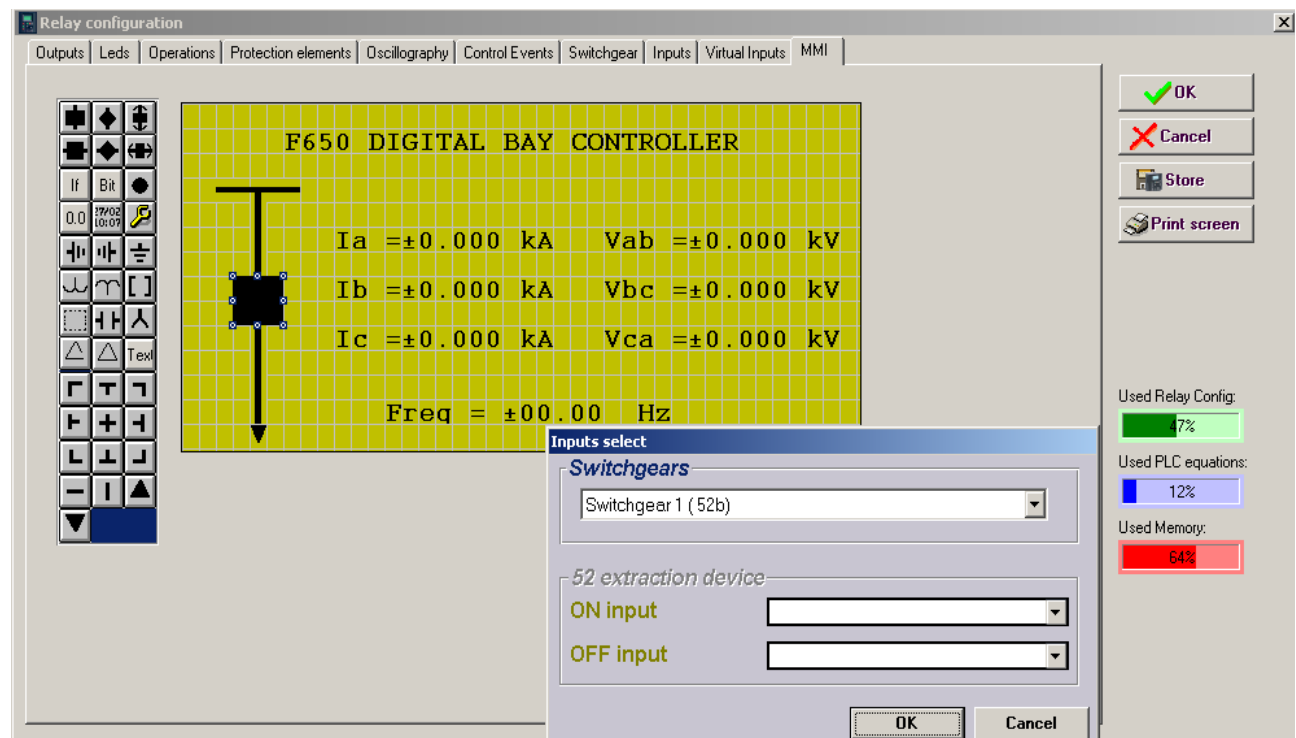 Relay configuration
Outputs Leds Operations Protection elements Oscillography Control Events Switchgear Inputs Virtual Inputs MMI
OK
Cancel
Store
Print screen
If Bit
0.0 27/02 10:07
Text
F650 DIGITAL BAY CONTROLLER
Ia =±0.000 kA Vab =±0.000 kV
Ib =±0.000 kA Vbc =±0.000 kV
Ic =±0.000 kA Vca =±0.000 kV
Freq = ±00.00 Hz
Used Relay Config:
47%
Used PLC equations:
12%
Used Memory:
64%
Inputs select
Switchgears
Switchgear 1 ( 52b)
52 extraction device
ON input
OFF input
OK Cancel